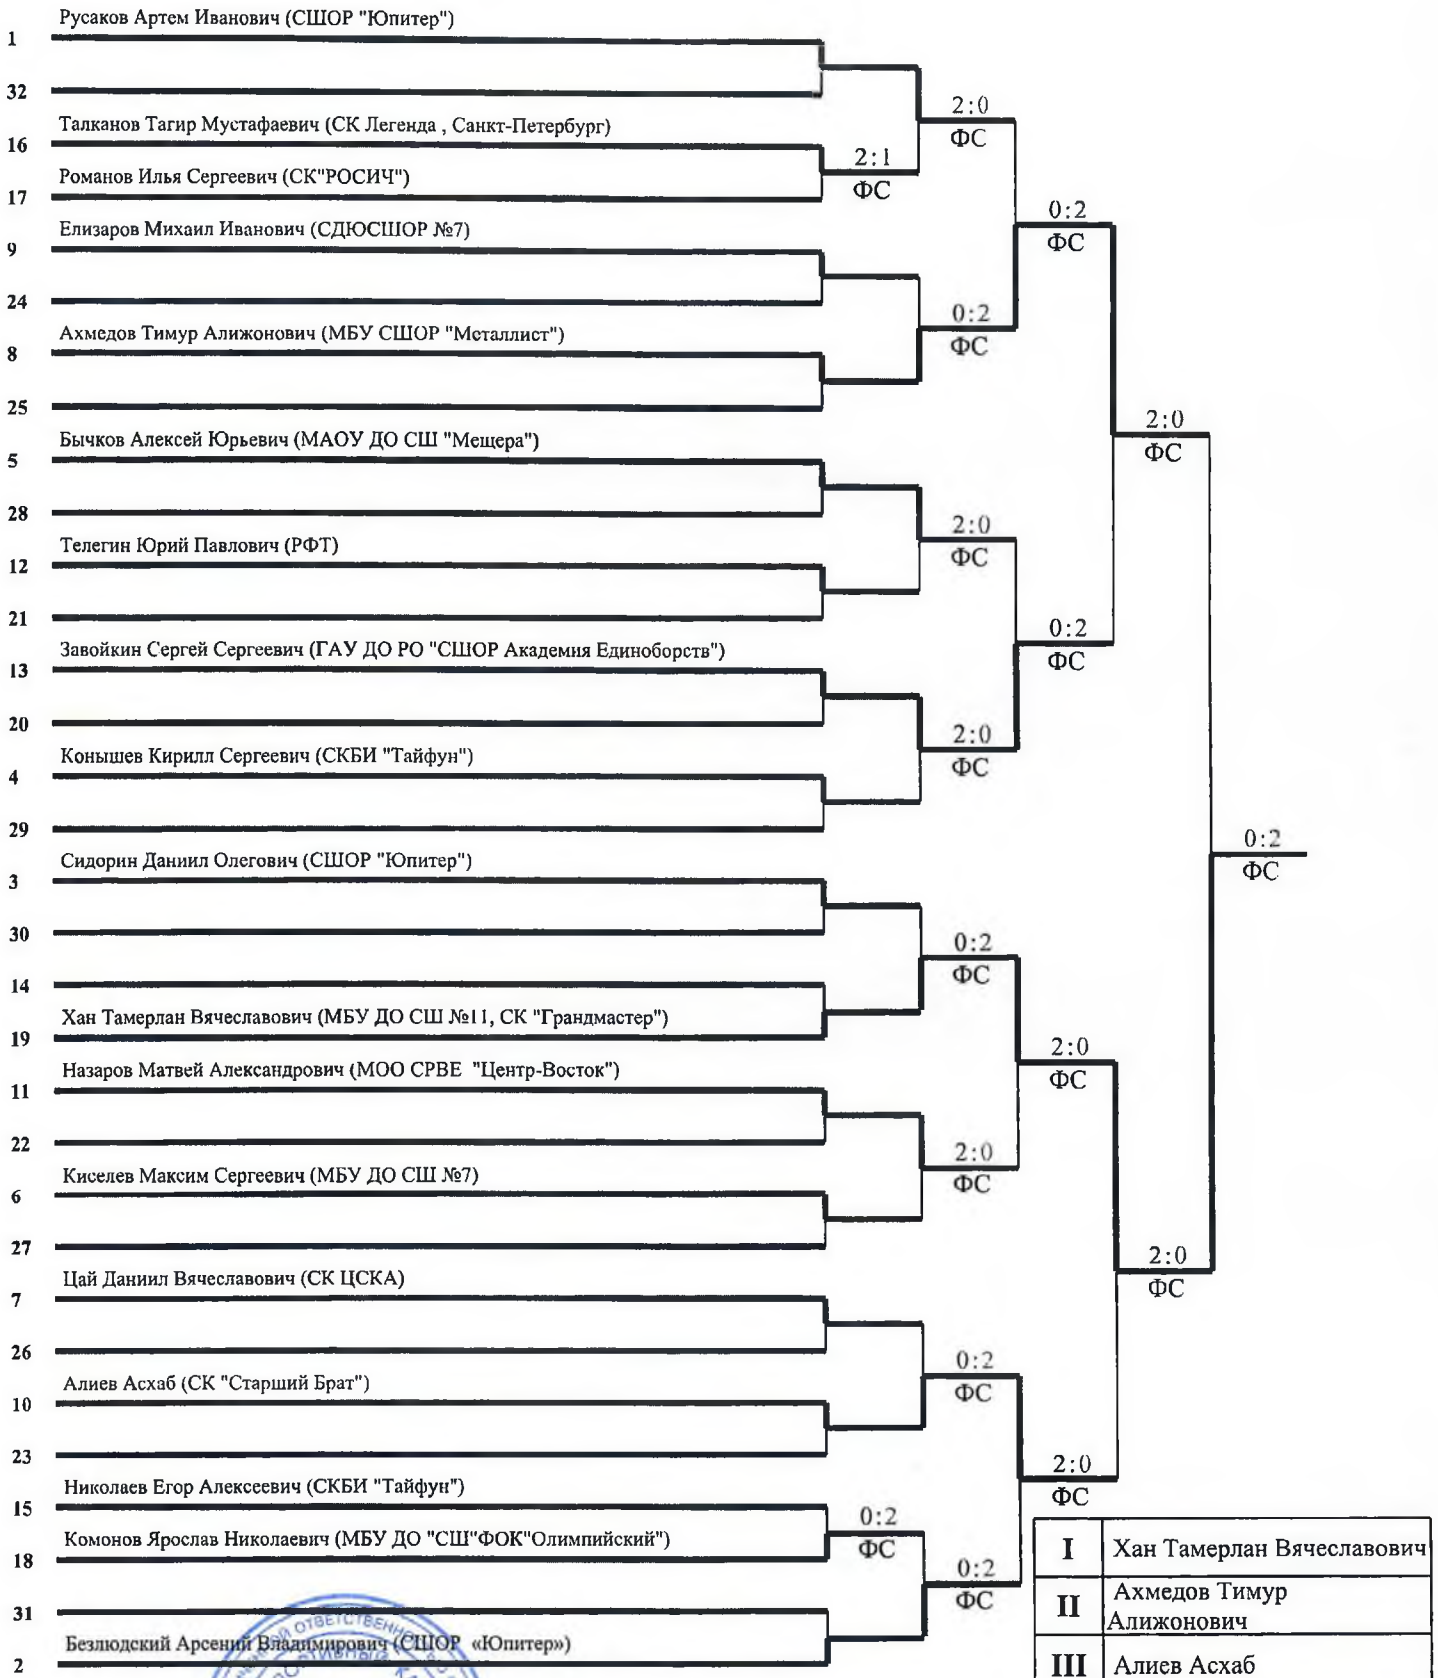 Русаков Артем Иванович (СШОР "Юпитер")
1
32
2:0
ФС
Талканов Тагир Мустафаевич (СК Легенда , Санкт-Петербург)
16
2:1
ФС
Романов Илья Сергеевич (СК"РОСИЧ")
17
0:2
ФС
Елизаров Михаил Иванович (СДЮСШОР №7)
9
24
0:2
ФС
Ахмедов Тимур Алижонович (МБУ СШОР "Металлист")
8
25
2:0
ФС
Бычков Алексей Юрьевич (МАОУ ДО СШ "Мещера")
5
28
2:0
ФС
Телегин Юрий Павлович (РФТ)
12
21
0:2
ФС
Завойкин Сергей Сергеевич (ГАУ ДО РО "СШОР Академия Единоборств")
13
20
2:0
ФС
Конышев Кирилл Сергеевич (СКБИ "Тайфун")
4
29
0:2
ФС
Сидорин Даниил Олегович (СШОР "Юпитер")
3
30
0:2
ФС
14
Хан Тамерлан Вячеславович (МБУ ДО СШ №11, СК "Грандмастер")
19
2:0
ФС
Назаров Матвей Александрович (МОО СРВЕ "Центр-Восток")
11
22
2:0
ФС
Киселев Максим Сергеевич (МБУ ДО СШ №7)
6
27
2:0
ФС
Цай Даниил Вячеславович (СК ЦСКА)
7
26
0:2
ФС
Алиев Асхаб (СК "Старший Брат")
10
23
2:0
ФС
Николаев Егор Алексеевич (СКБИ "Тайфун")
15
0:2
ФС
Комонов Ярослав Николаевич (МБУ ДО "СШ"ФОК"Олимпийский")
18
0:2
ФС
31
Безлюдский Арсений Владимирович (СШОР «Юпитер»)
2
I Хан Тамерлан Вячеславович
II Ахмедов Тимур
Алижонович
III Алиев Асхаб